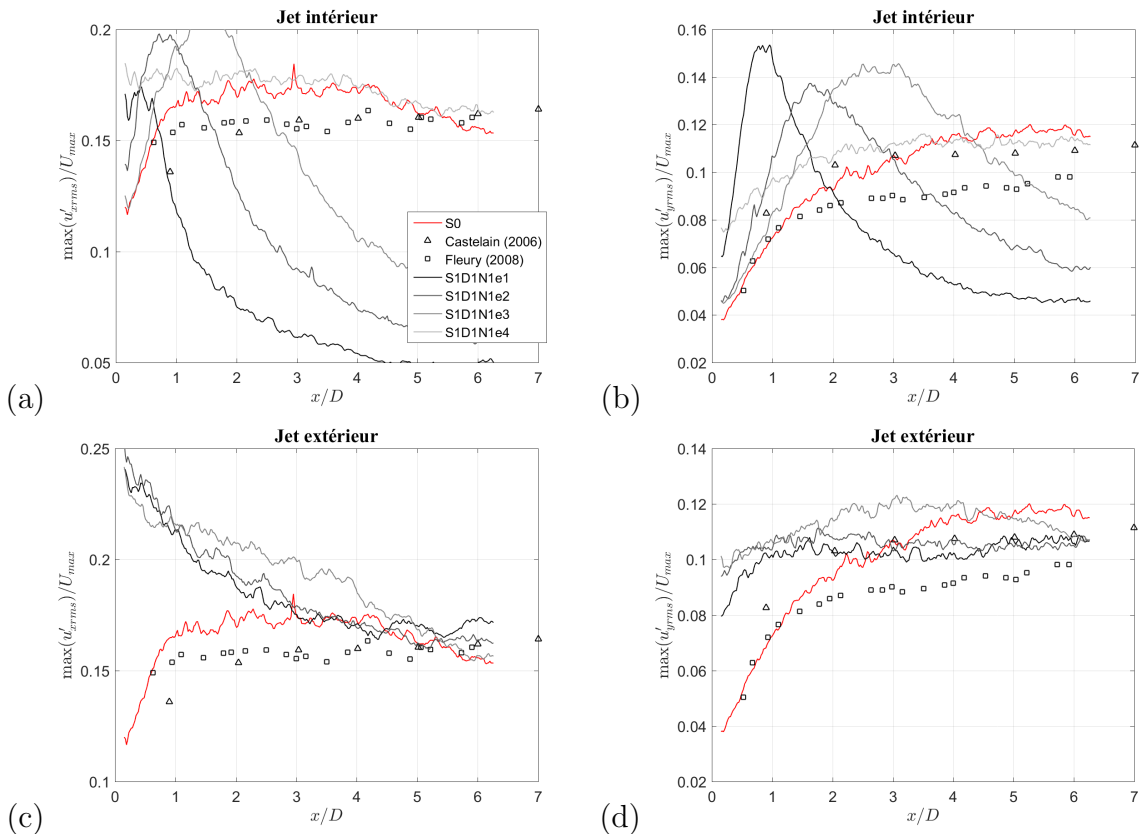 Jet intérieur
0.2
0.15
0.1
0.05
max(u′xrms)/Umax
0 1 2 3 4 5 6 7
x/D
S0
Castelain (2006)
Fleury (2008)
S1D1N1e1
S1D1N1e2
S1D1N1e3
S1D1N1e4
(a)
Jet intérieur
0.16
0.14
0.12
0.1
0.08
0.06
0.04
0.02
max(u′yrms)/Umax
0 1 2 3 4 5 6 7
x/D
(b)
Jet extérieur
0.25
0.2
0.15
0.1
max(u′xrms)/Umax
0 1 2 3 4 5 6 7
x/D
(c)
Jet extérieur
0.14
0.12
0.1
0.08
0.06
0.04
0.02
max(u′yrms)/Umax
0 1 2 3 4 5 6 7
x/D
(d)